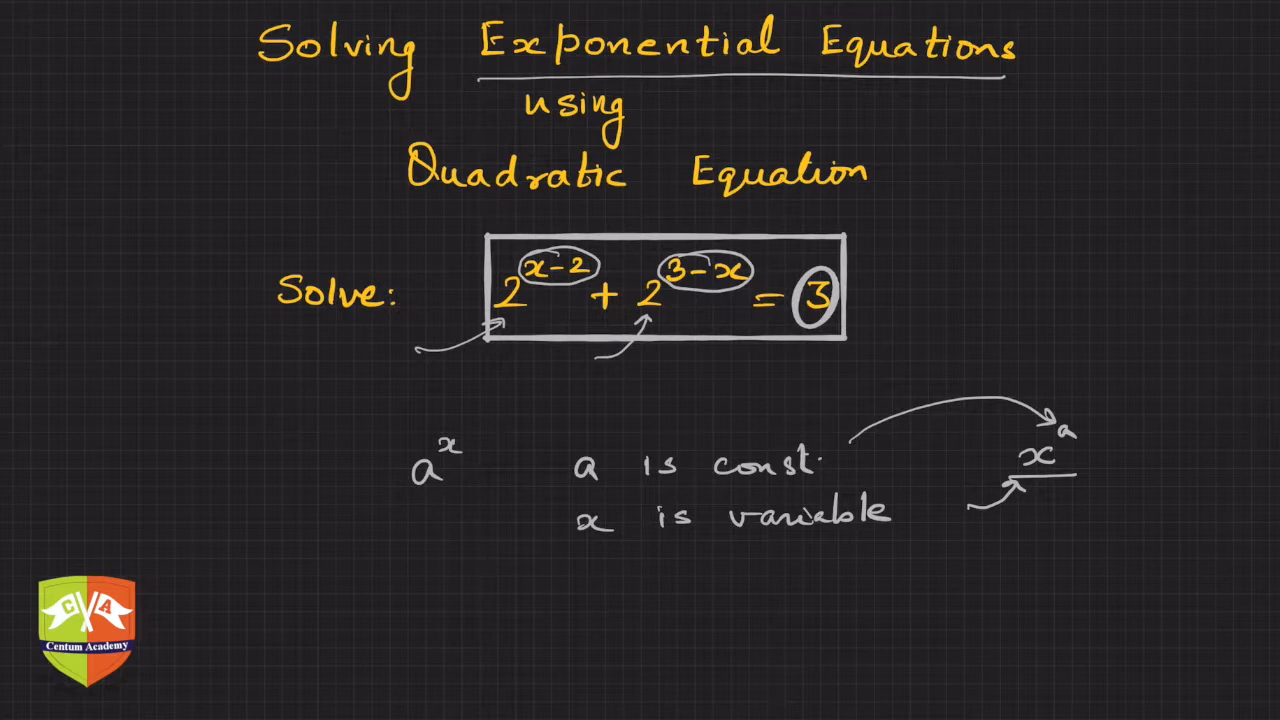 Solving Exponential Equations
using
Quadratic Equation
Solve: 2^(x-2) + 2^(3-x) = 3
a^x a is const. x^a
x is variable
C A
Centum Academy